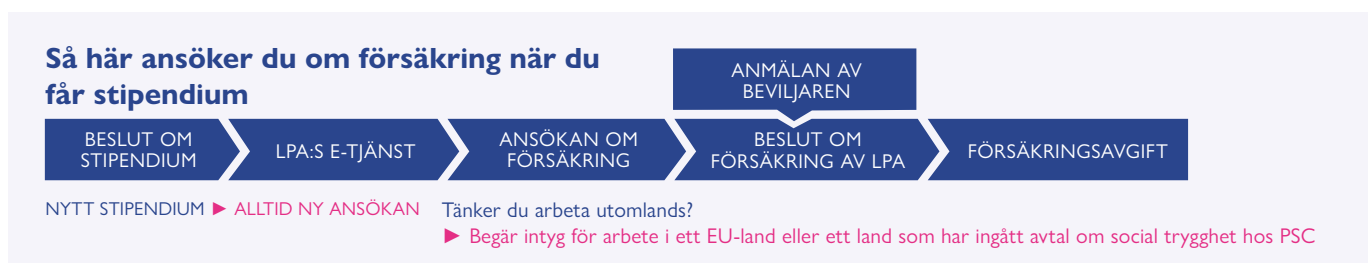 Så här ansöker du om försäkring när du
får stipendium
ANMÄLAN AV
BEVILJAREN
BESLUT OM
STIPENDIUM
LPA:S E-TJÄNST
ANSÖKAN OM
FÖRSÄKRING
BESLUT OM
FÖRSÄKRING AV LPA
FÖRSÄKRINGSAVGIFT
NYTT STIPENDIUM ► ALLTID NY ANSÖKAN
Tänker du arbeta utomlands?
► Begär intyg för arbete i ett EU-land eller ett land som har ingått avtal om social trygghet hos PSC